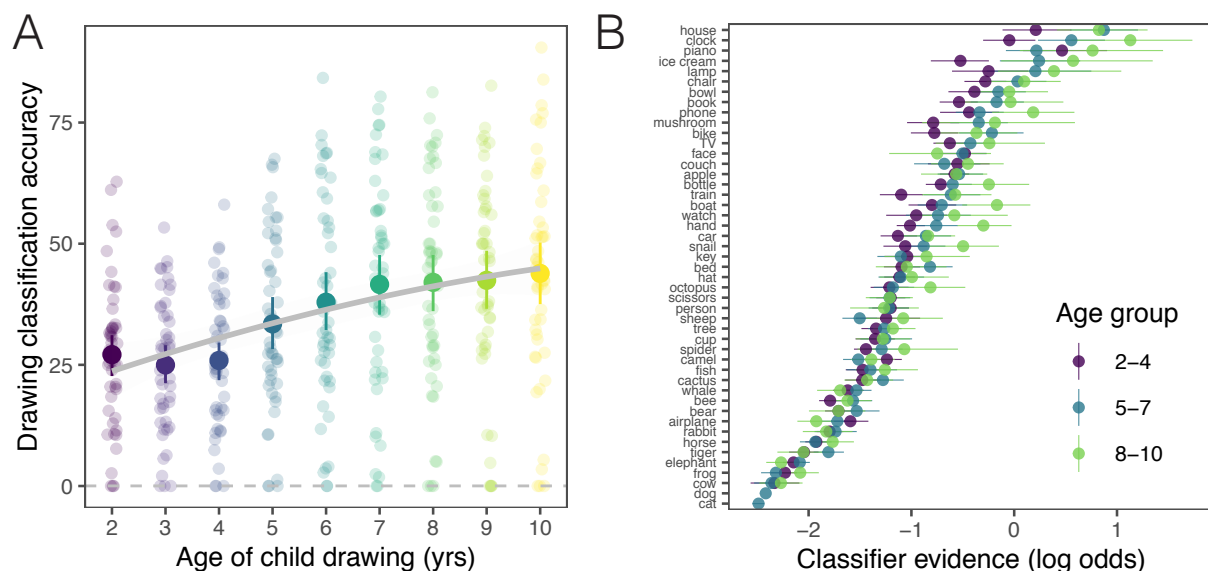 A
Drawing classification accuracy
75
50
25
0
2 3 4 5 6 7 8 9 10
Age of child drawing (yrs)
B
house
clock
piano
ice cream
lamp
chair
bowl
book
phone
mushroom
bike
TV
face
couch
apple
bottle
train
boat
watch
hand
car
snail
key
bed
hat
octopus
scissors
person
sheep
tree
cup
spider
camel
fish
cactus
whale
bee
bear
airplane
rabbit
horse
tiger
elephant
frog
cow
dog
cat
−2 −1 0 1
Classifier evidence (log odds)
Age group
2−4
5−7
8−10